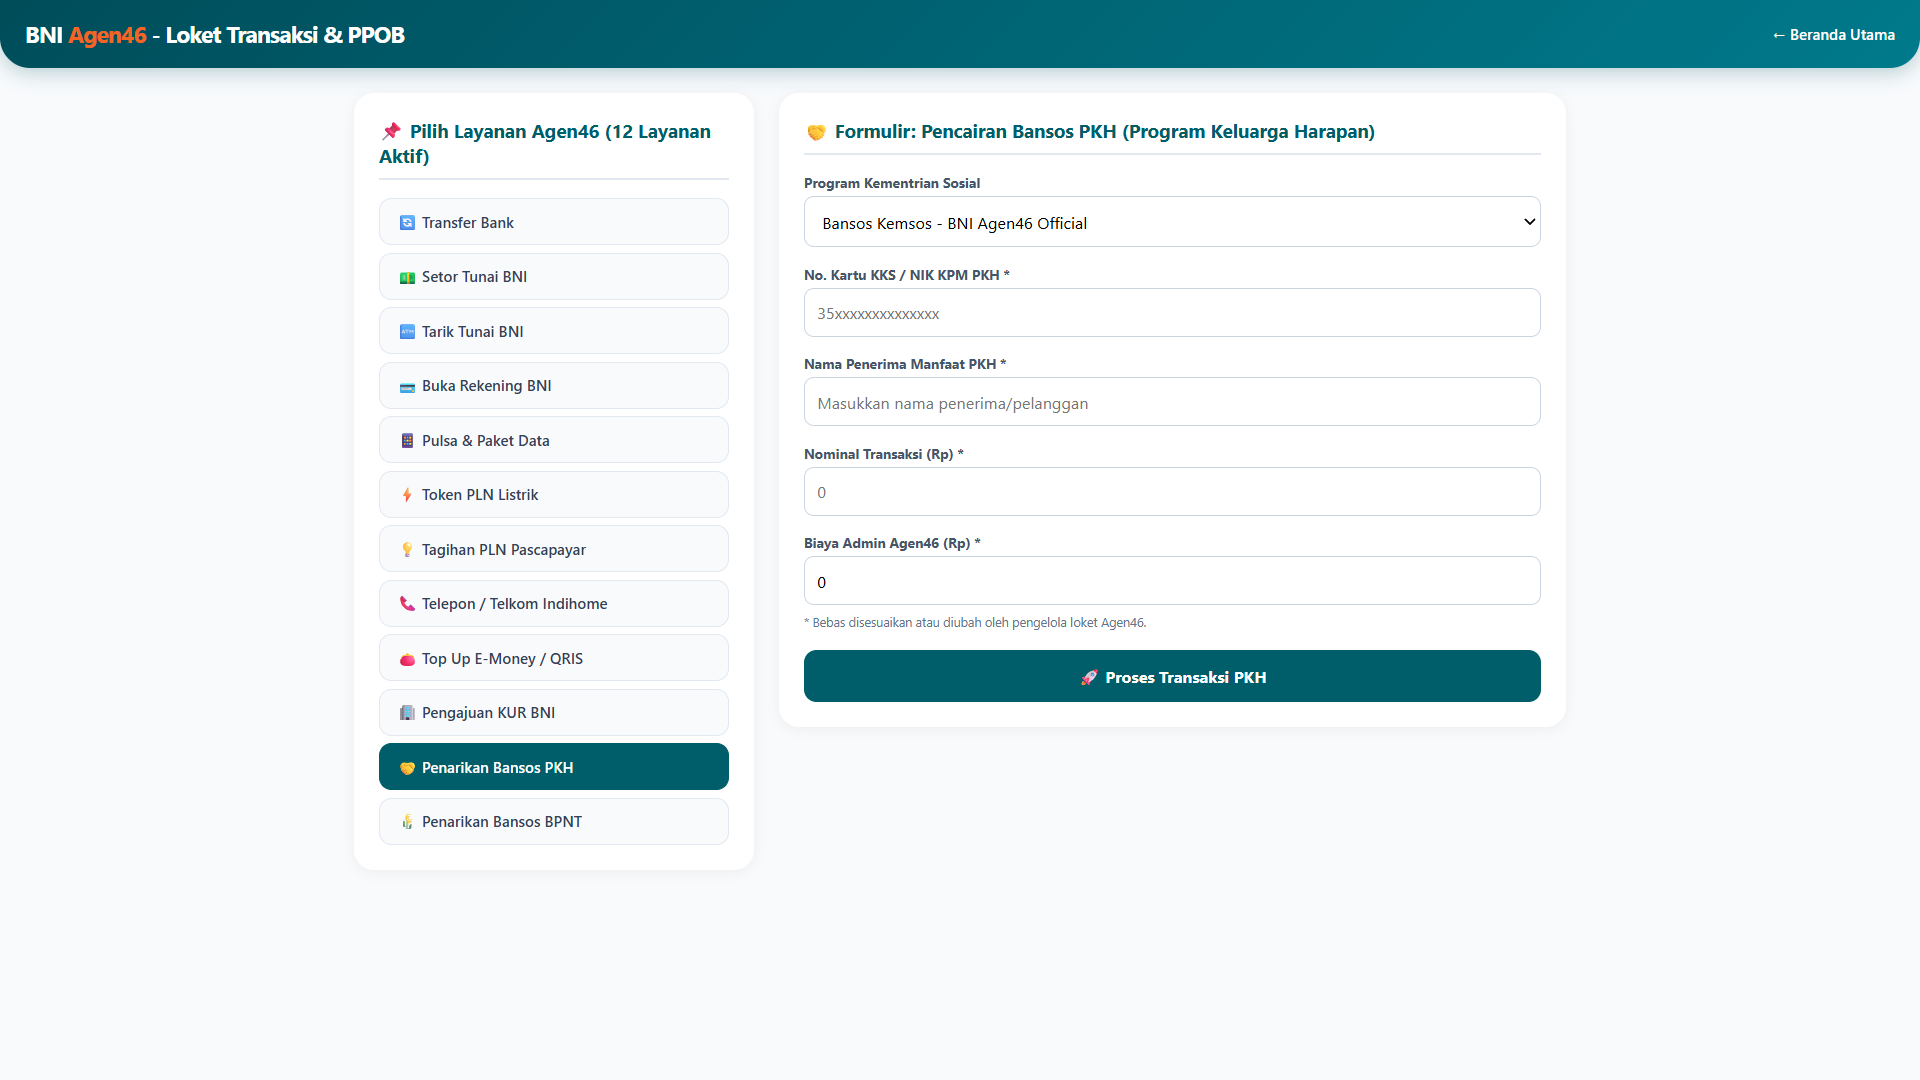 BNI Agen46 - Loket Transaksi & PPOB
← Beranda Utama
Pilih Layanan Agen46 (12 Layanan
Aktif)
Transfer Bank
Setor Tunai BNI
Tarik Tunai BNI
Buka Rekening BNI
Pulsa & Paket Data
Token PLN Listrik
Tagihan PLN Pascapayar
Telepon / Telkom Indihome
Top Up E-Money / QRIS
Pengajuan KUR BNI
Penarikan Bansos PKH
Penarikan Bansos BPNT
Formulir: Pencairan Bansos PKH (Program Keluarga Harapan)
Program Kementrian Sosial
Bansos Kemsos - BNI Agen46 Official
No. Kartu KKS / NIK KPM PKH *
35xxxxxxxxxxxxxx
Nama Penerima Manfaat PKH *
Masukkan nama penerima/pelanggan
Nominal Transaksi (Rp) *
0
Biaya Admin Agen46 (Rp) *
0
* Bebas disesuaikan atau diubah oleh pengelola loket Agen46.
Proses Transaksi PKH